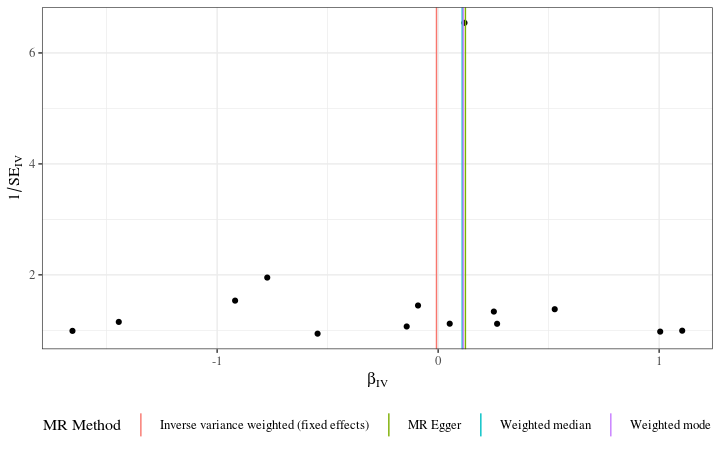 6
4
2
1/SE_IV
-1
0
1
β_IV
MR Method
Inverse variance weighted (fixed effects)
MR Egger
Weighted median
Weighted mode